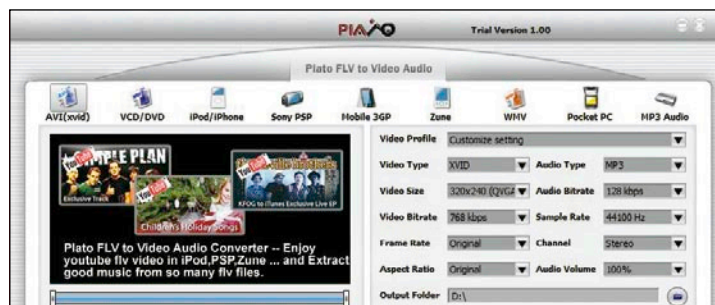 PLATO
Trial Version 1.00
Plato FLV to Video Audio
AVI(xvid) VCD/DVD iPod/iPhone Sony PSP Mobile 3GP Zune WMV Pocket PC MP3 Audio
YouTube SIMPLE PLAN
Exclusive Track
YouTube
Children's Holiday Songs
YouTube
KFOG to iTunes Exclusive Live EP
Plato FLV to Video Audio Converter -- Enjoy
youtube flv video in iPod,PSP,Zune ... and Extract
good music from so many flv files.
Video Profile Customize setting
Video Type XVID Audio Type MP3
Video Size 320x240 (QVGA Audio Bitrate 128 kbps
Video Bitrate 768 kbps Sample Rate 44100 Hz
Frame Rate Original Channel Stereo
Aspect Ratio Original Audio Volume 100%
Output Folder D:\